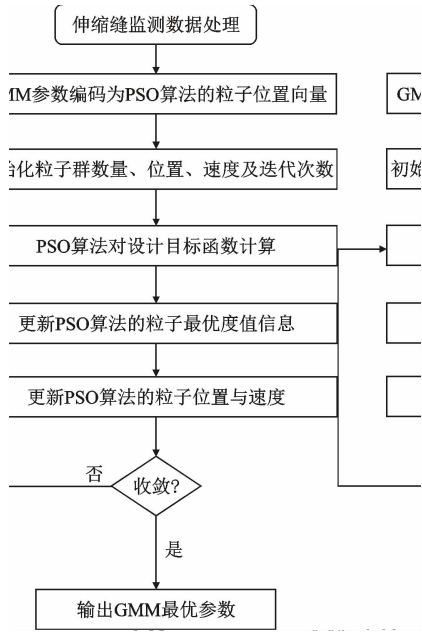 伸缩缝监测数据处理
MM参数编码为PSO算法的粒子位置向量
GM
始化粒子群数量、位置、速度及迭代次数
初始
PSO算法对设计目标函数计算
更新PSO算法的粒子最优度值信息
更新PSO算法的粒子位置与速度
否
收敛?
是
输出GMM最优参数